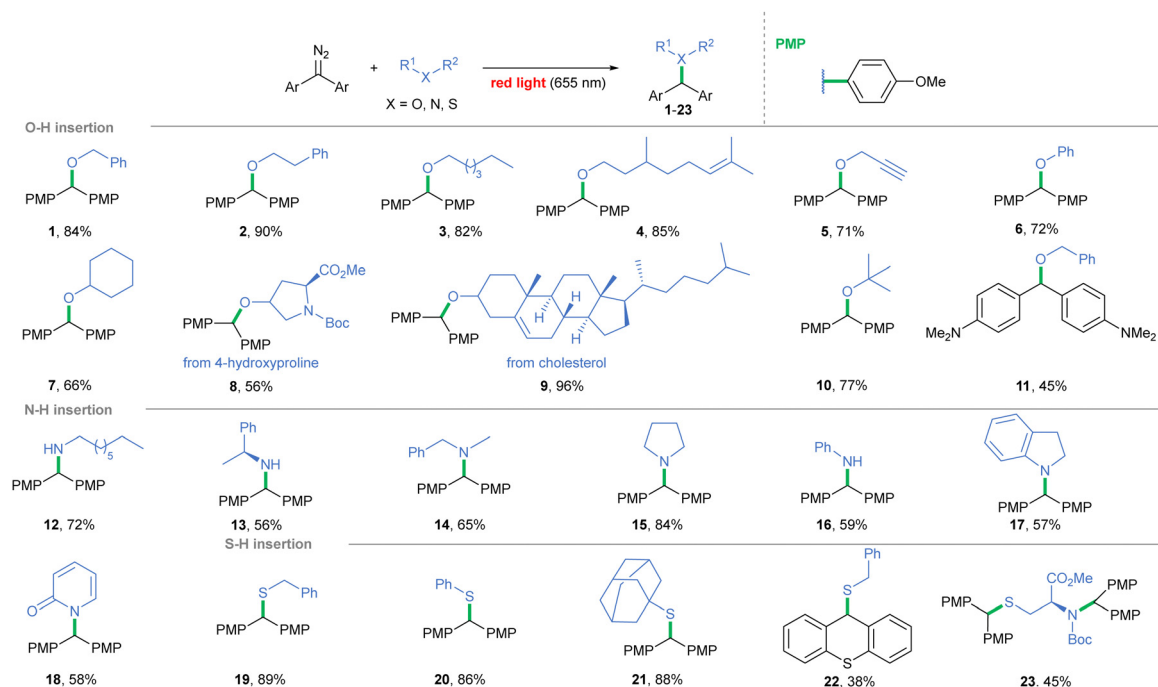 N2
Ar Ar
+
R1 R2
X
X = O, N, S
red light (655 nm)
R1 R2
X
Ar Ar
1-23
PMP
OMe
O-H insertion
O Ph
PMP PMP
1, 84%
O Ph
PMP PMP
2, 90%
O ( )3
PMP PMP
3, 82%
O
PMP PMP
4, 85%
O
PMP PMP
5, 71%
O Ph
PMP PMP
6, 72%
O
PMP PMP
7, 66%
CO2Me
O
N
Boc
PMP
PMP
from 4-hydroxyproline
8, 56%
O
H H
H
PMP
PMP
from cholesterol
9, 96%
O
PMP PMP
10, 77%
O Ph
Me2N NMe2
11, 45%
N-H insertion
HN ( )5
PMP PMP
12, 72%
Ph
NH
PMP PMP
13, 56%
Ph N
PMP PMP
14, 65%
N
PMP PMP
15, 84%
Ph NH
PMP PMP
16, 59%
N
PMP PMP
17, 57%
S-H insertion
O N
PMP PMP
18, 58%
S Ph
PMP PMP
19, 89%
Ph S
PMP PMP
20, 86%
S
PMP PMP
21, 88%
Ph
S
S
22, 38%
CO2Me
PMP S N PMP
PMP PMP
Boc
23. 45%